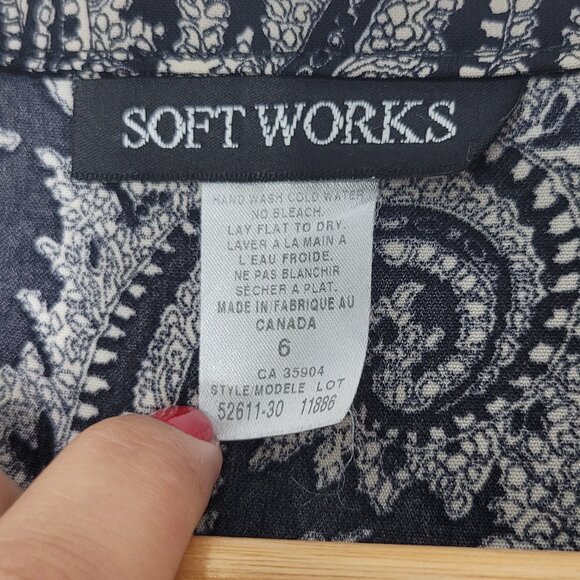 SOFT WORKS
HAND WASH COLD WATER
NO BLEACH.
LAY FLAT TO DRY.
LAVER A LA MAIN A
L EAU FROIDE.
NE PAS BLANCHIR
SÉCHER A PLAT.
MADE IN FABRIQUE AU
CANADA
6
CA 35904
STYLE/MODELE LOT
52611-30 11886